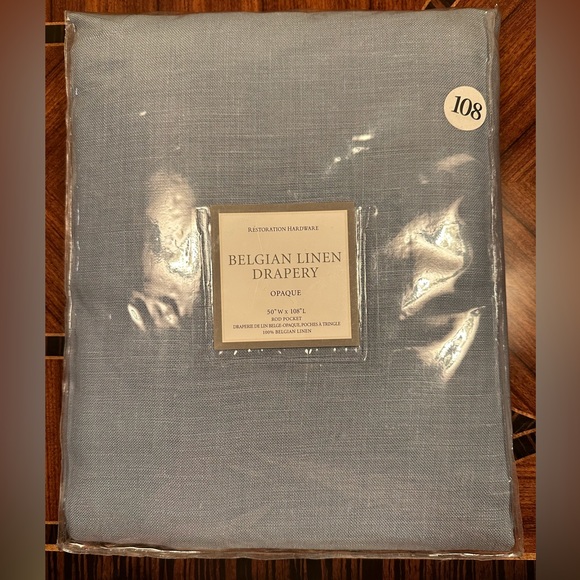 108
RESTORATION HARDWARE
BELGIAN LINEN
DRAPERY
OPAQUE
50"W x 108"L
ROD POCKET
DRAPERIE DE LIN BELGE OPAQUE, POCHES À TRINGLE
100% BELGIAN LINEN